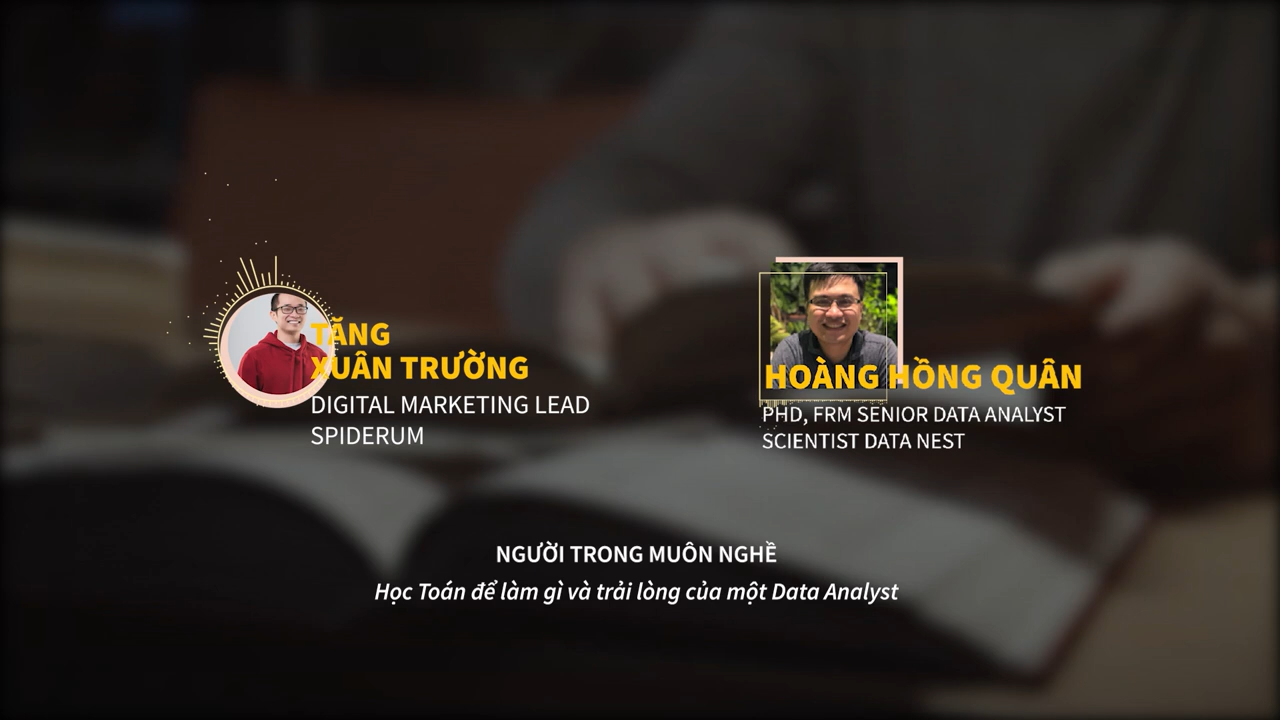 TĂNG
XUÂN TRƯỜNG
DIGITAL MARKETING LEAD
SPIDERUM
HOÀNG HỒNG QUÂN
PHD, FRM SENIOR DATA ANALYST
SCIENTIST DATA NEST
NGƯỜI TRONG MUÔN NGHỀ
Học Toán để làm gì và trải lòng của một Data Analyst